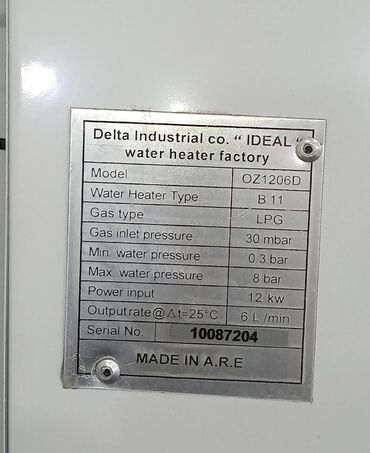 Delta Industrial co. “ IDEAL “
water heater factory
Model OZ1206D
Water Heater Type B 11
Gas type LPG
Gas inlet pressure 30 mbar
Min. water pressure 0.3 bar
Max. water pressure 8 bar
Power input 12 kw
Output rate @ Δt=25°C 6 L /min
Serial No. 10087204
MADE IN A.R.E